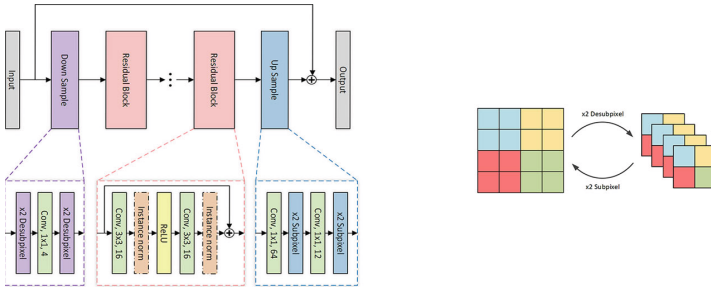 Input
Down Sample
Residual Block
Residual Block
Up Sample
Output
x2 Desubpixel
Conv, 1x1, 4
x2 Desubpixel
Conv, 3x3, 16
Instance norm
ReLU
Conv, 3x3, 16
Instance norm
Conv, 1x1, 64
x2 Subpixel
Conv, 1x1, 12
x2 Subpixel
x2 Desubpixel
x2 Subpixel